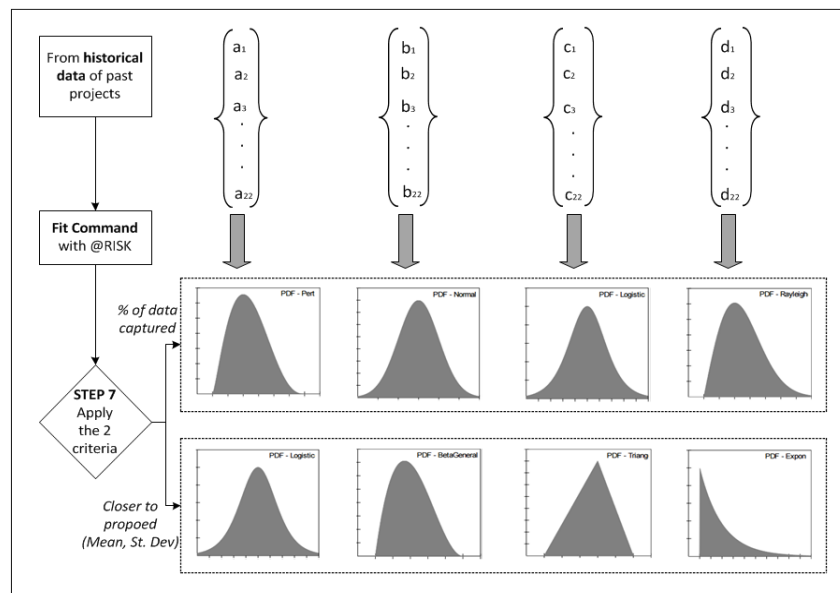 From historical
data of past
projects
a1
a2
a3
.
.
.
a22
b1
b2
b3
.
.
.
b22
c1
c2
c3
.
.
.
c22
d1
d2
d3
.
.
.
d22
Fit Command
with @RISK
% of data
captured
PDF - Pert
PDF - Normal
PDF - Logistic
PDF - Rayleigh
STEP 7
Apply
the 2
criteria
Closer to
propoed
(Mean, St. Dev)
PDF - Logistic
PDF - BetaGeneral
PDF - Triang
PDF - Expon